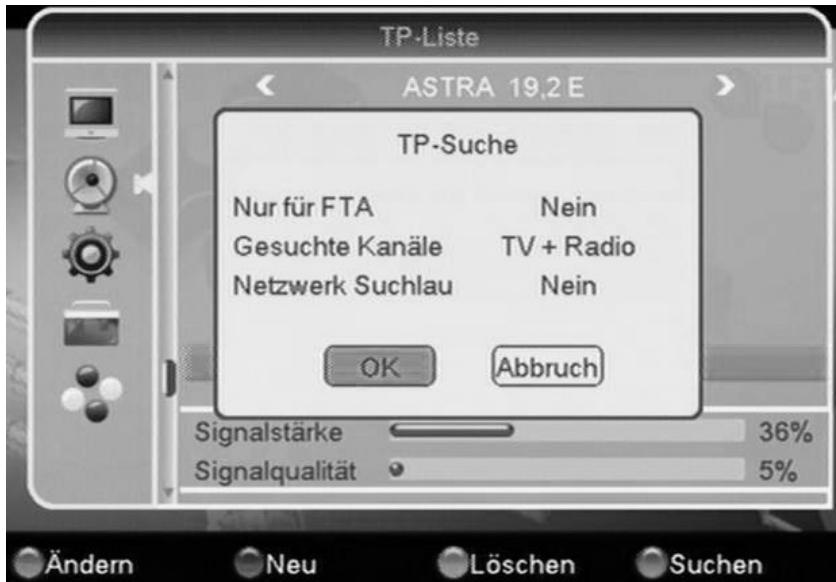 TP-Liste
ASTRA 19,2 E
TP-Suche
Nur für FTA Nein
Gesuchte Kanäle TV + Radio
Netzwerk Suchlau Nein
OK Abbruch
Signalstärke 36%
Signalqualität 5%
Ändern Neu Löschen Suchen